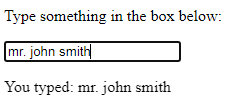 Type something in the box below:
mr. john smith
You typed: mr. john smith